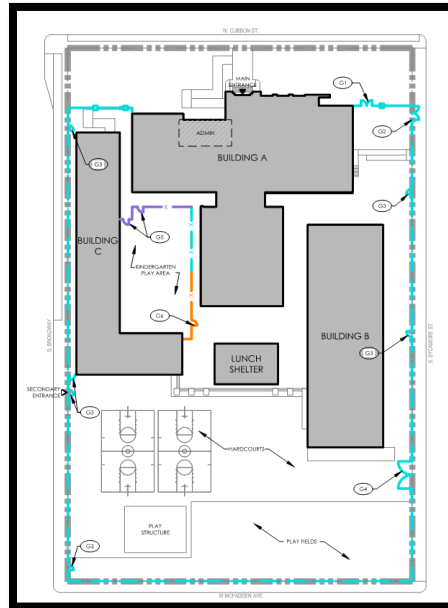 W. CUBBON ST.
MAIN
ENTRANCE
G1
G2
ADMIN
BUILDING A
G3
G3
BUILDING
C
G5
KINDERGARTEN
PLAY AREA
G6
S. BROADWAY
S. SYCAMORE ST.
BUILDING B
G3
LUNCH
SHELTER
SECONDARY
ENTRANCE
G3
HARDCOURTS
G4
PLAY
STRUCTURE
PLAY FIELDS
G3
W MCFADDEN AVE.